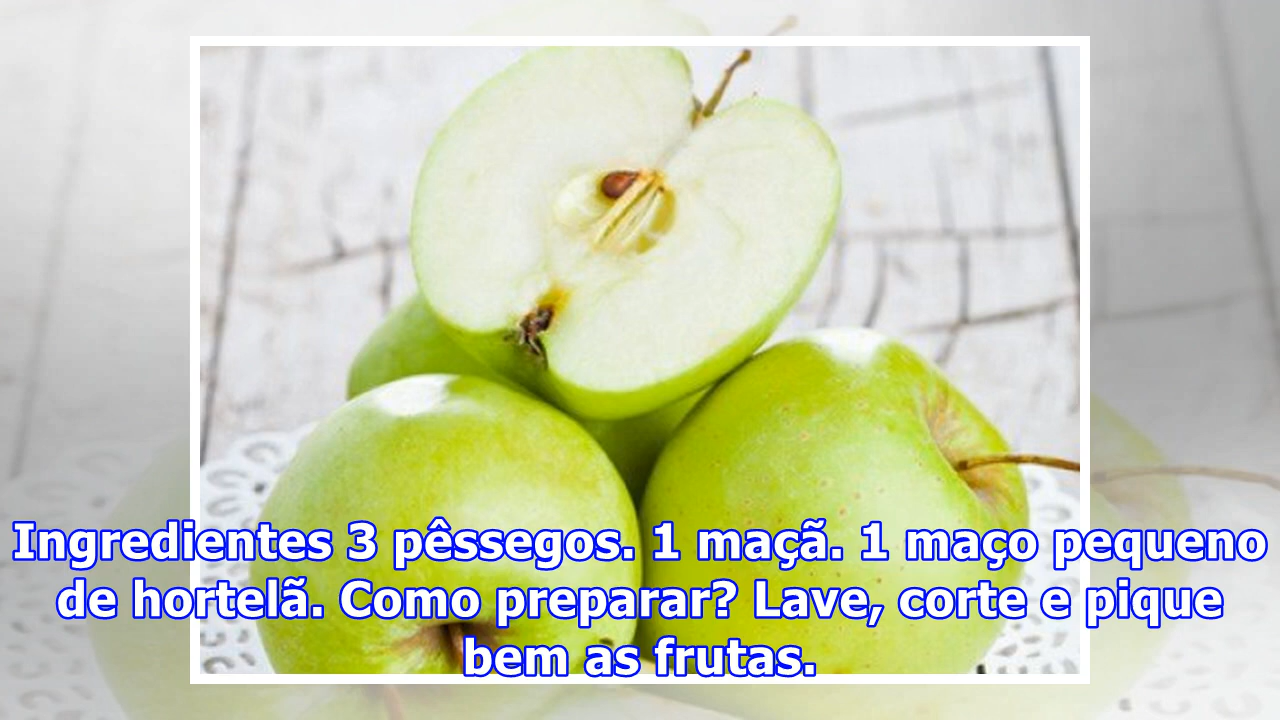 Ingredientes 3 pêssegos. 1 maçã. 1 maço pequeno
de hortelã. Como preparar? Lave, corte e pique
bem as frutas.